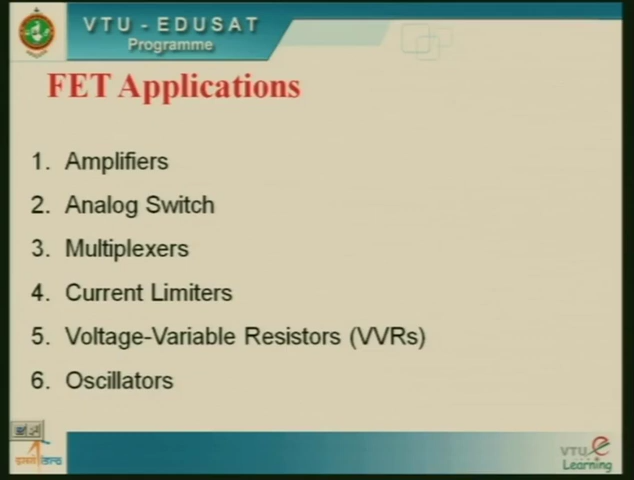 VTU - EDUSAT
Programme
FET Applications
1. Amplifiers
2. Analog Switch
3. Multiplexers
4. Current Limiters
5. Voltage-Variable Resistors (VVRs)
6. Oscillators
VTU e
Learning